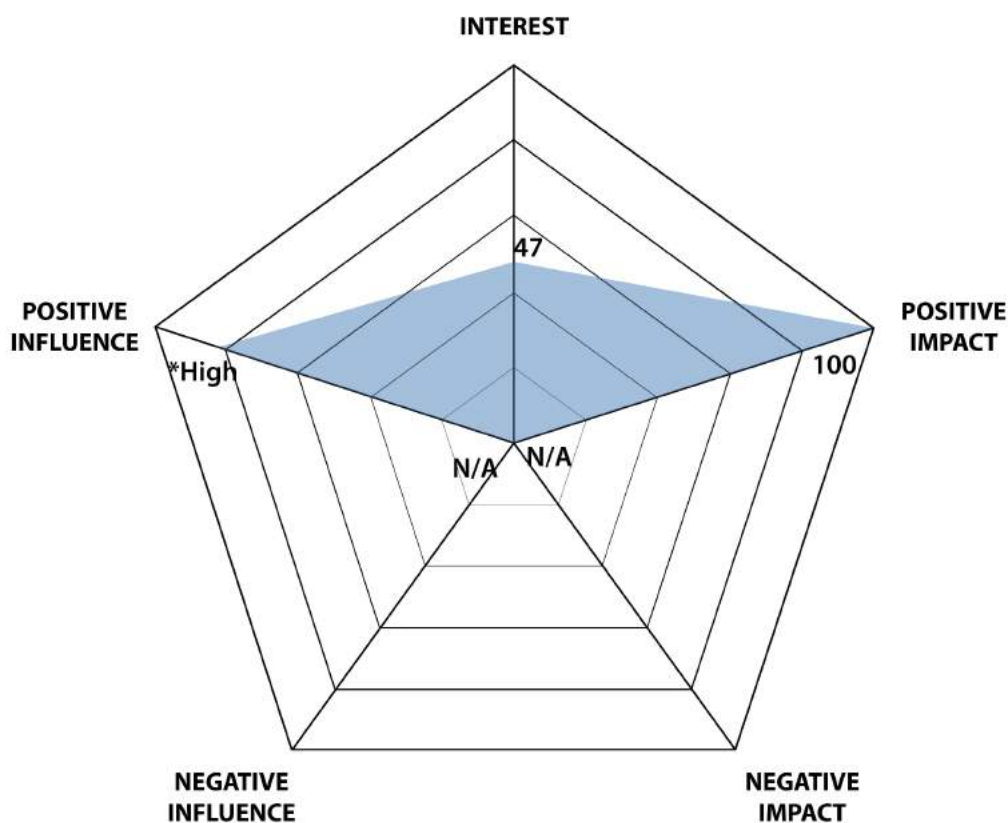 INTEREST
47
POSITIVE
INFLUENCE
POSITIVE
IMPACT
*High
100
N/A
N/A
NEGATIVE
INFLUENCE
NEGATIVE
IMPACT